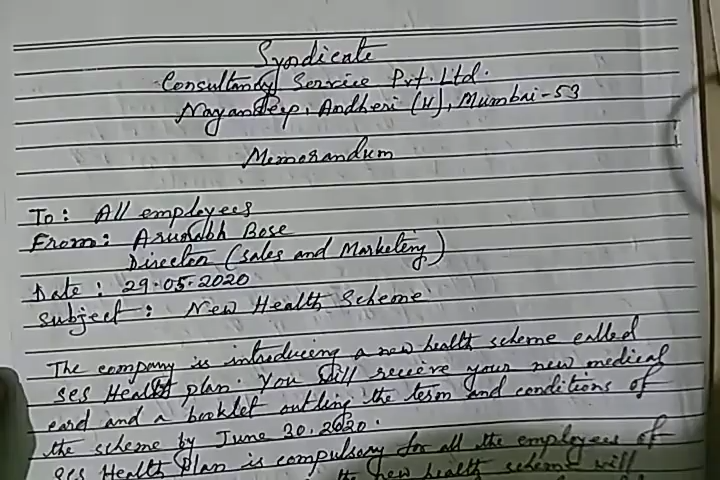 Syndicate
Consultancy Service Pvt. Ltd.
Nayandeep, Andheri (W), Mumbai-53
Memorandum
To: All employees
From: Arunabh Bose
Director (Sales and Marketing)
Date: 29.05.2020
Subject: New Health Scheme
The company is introducing a new health scheme called
SCS Health plan. You will receive your new medical
card and a booklet outling the term and conditions of
the scheme by June 30, 2020.
SCS Health Plan is compulsory for all the employees of
the new health scheme will